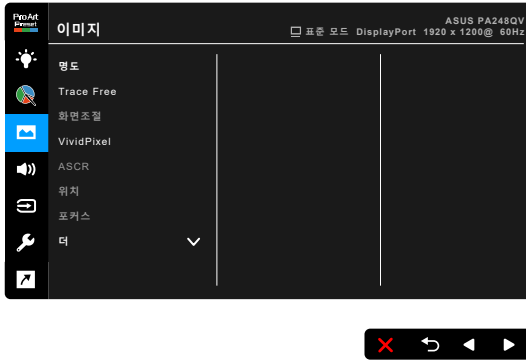 ProArt
Preset
이미지
ASUS PA248QV
표준 모드 DisplayPort 1920 x 1200@ 60Hz
명도
Trace Free
화면조절
VividPixel
ASCR
위치
포커스
더